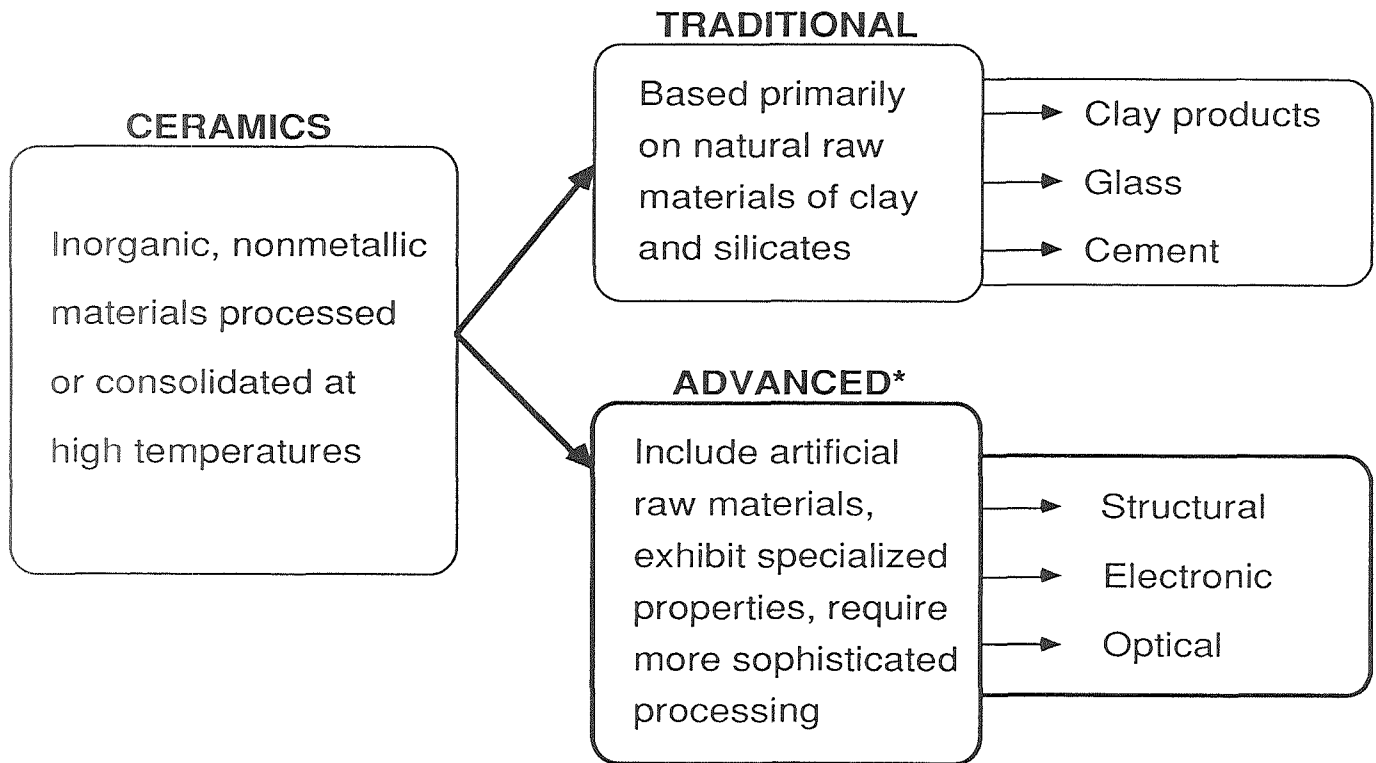 CERAMICS
Inorganic, nonmetallic
materials processed
or consolidated at
high temperatures
TRADITIONAL
Based primarily
on natural raw
materials of clay
and silicates
Clay products
Glass
Cement
ADVANCED*
Include artificial
raw materials,
exhibit specialized
properties, require
more sophisticated
processing
Structural
Electronic
Optical